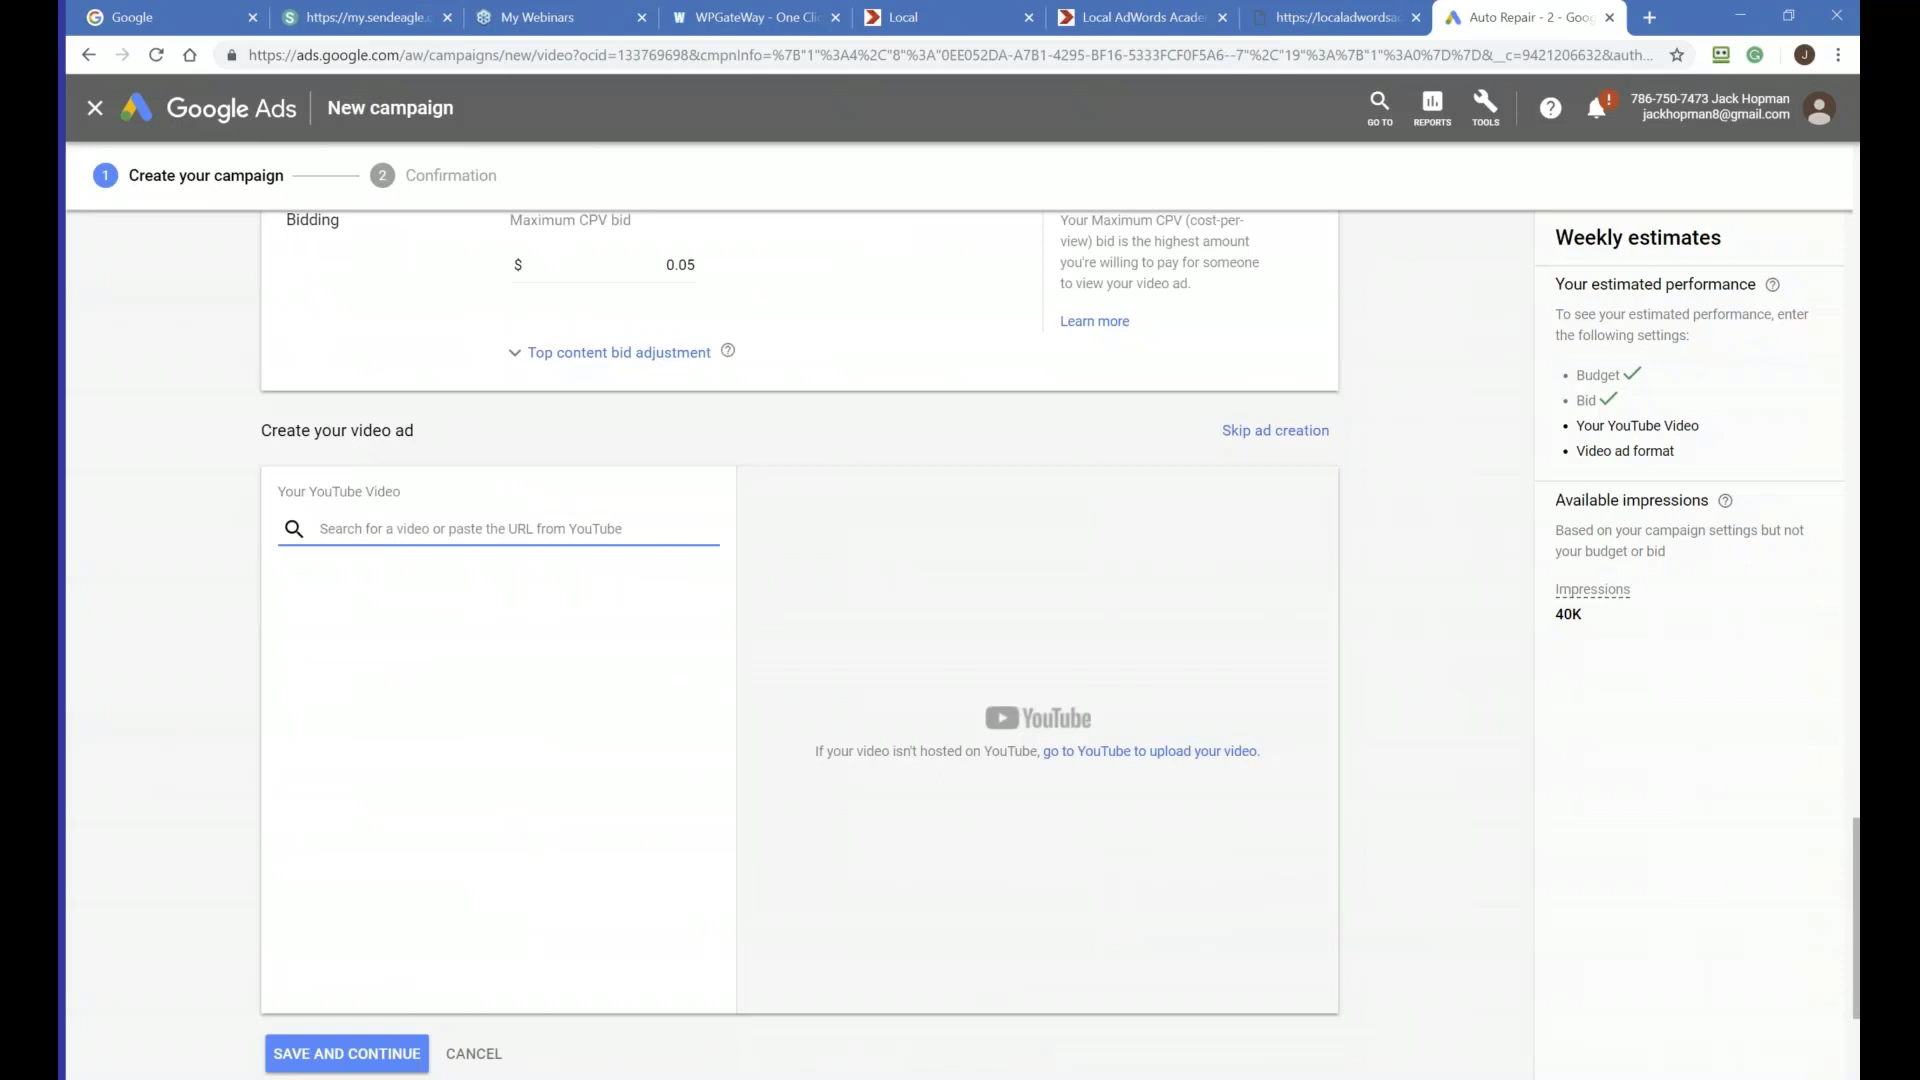 Google
https://my.sendeagle.c
My Webinars
WPGateWay - One Clic
Local
Local AdWords Acade
https://localadwordsac
Auto Repair - 2 - Goog
https://ads.google.com/aw/campaigns/new/video?ocid=133769698&cmpnInfo=%7B"1"%3A4%2C"8"%3A"0EE052DA-A7B1-4295-BF16-5333FCF0F5A6--7"%2C"19"%3A%7B"1"%3A0%7D%7D&__c=9421206632&auth...
J
Google Ads
New campaign
GO TO
REPORTS
TOOLS
786-750-7473 Jack Hopman
jackhopman8@gmail.com
1 Create your campaign
2 Confirmation
Bidding
Maximum CPV bid
$ 0.05
Top content bid adjustment
Your Maximum CPV (cost-per-
view) bid is the highest amount
you're willing to pay for someone
to view your video ad.
Learn more
Create your video ad
Skip ad creation
Your YouTube Video
Search for a video or paste the URL from YouTube
YouTube
If your video isn't hosted on YouTube, go to YouTube to upload your video.
SAVE AND CONTINUE
CANCEL
Weekly estimates
Your estimated performance
To see your estimated performance, enter
the following settings:
• Budget
• Bid
• Your YouTube Video
• Video ad format
Available impressions
Based on your campaign settings but not
your budget or bid
Impressions
40K